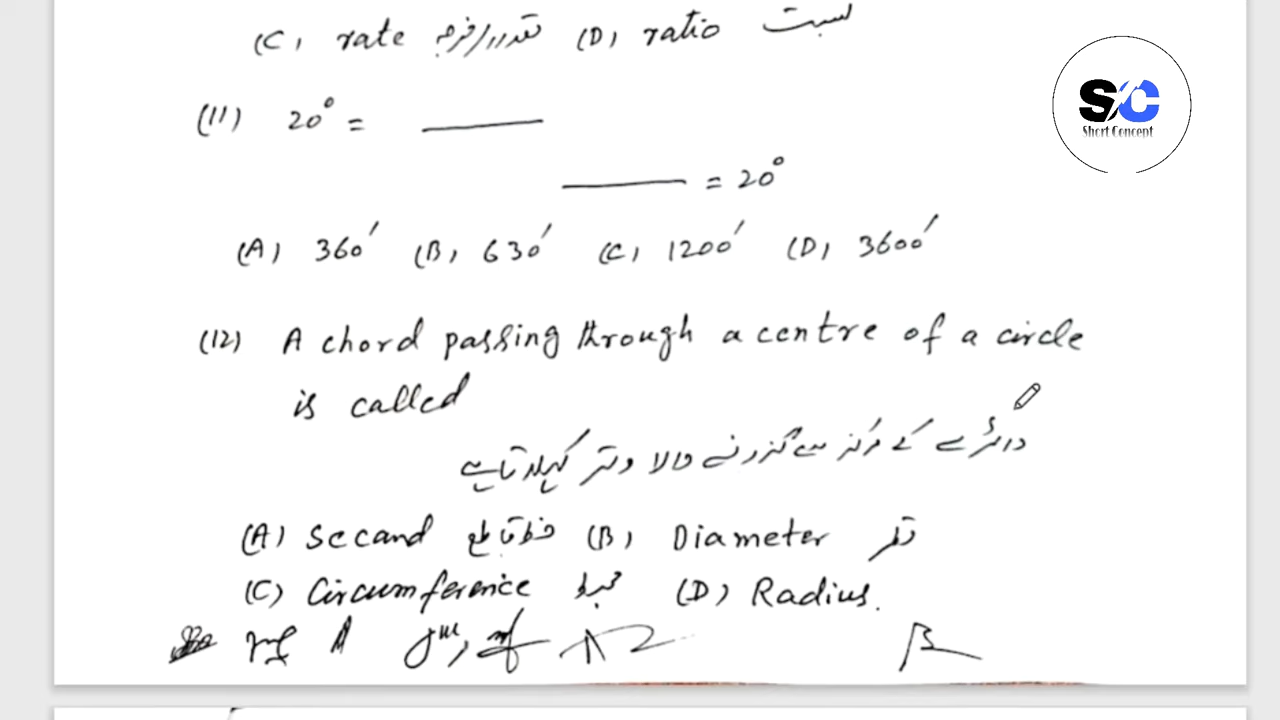 (C) rate (D) ratio نسبت
(11) 20° = ______
______ = 20°
(A) 360′ (B) 630′ (C) 1200′ (D) 3600′
(12) A chord passing through a centre of a circle
is called
دائرے کے مرکز سے گزرنے والا وتر کہلاتا ہے
(A) Secand خط قاطع (B) Diameter قطر
(C) Circumference محیط (D) Radius.
SC
Short Concept